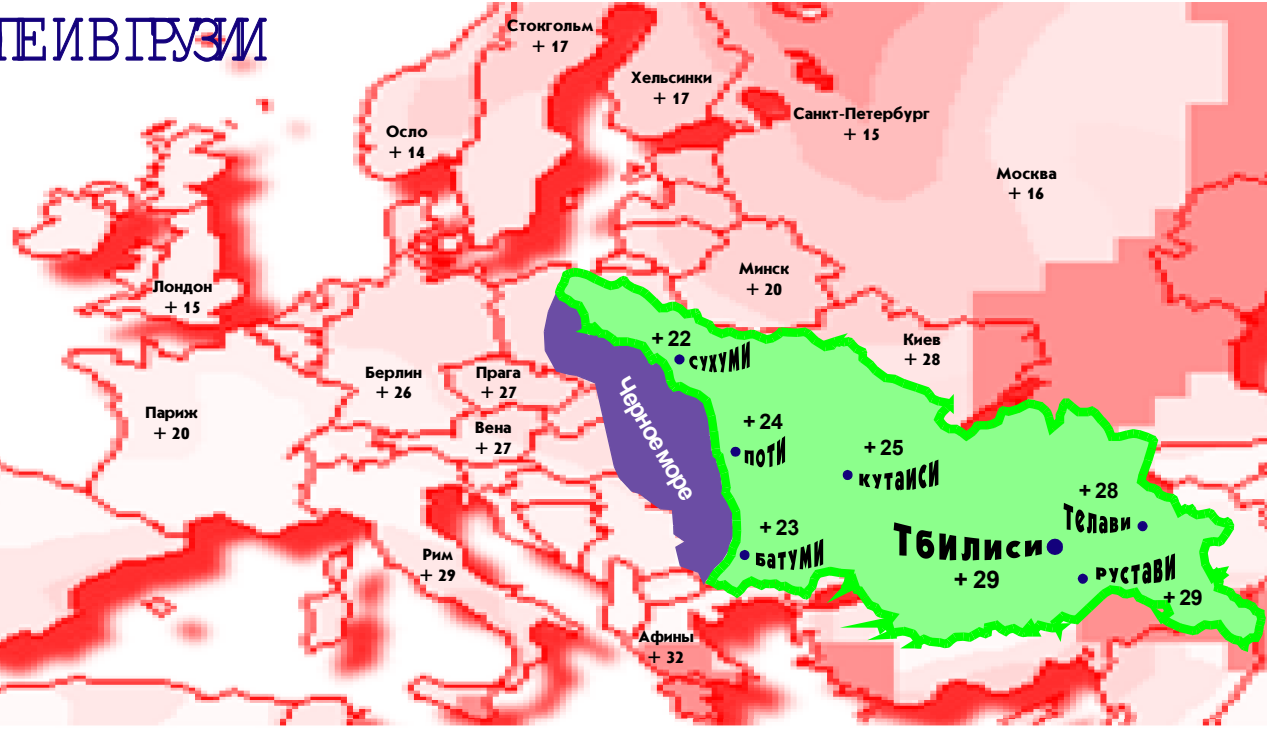 ПЕ И В ГРУЗИИ
Стокгольм
+ 17
Хельсинки
+ 17
Санкт-Петербург
+ 15
Осло
+ 14
Москва
+ 16
Лондон
+ 15
Минск
+ 20
Киев
+ 28
+ 22
СУХУМИ
Берлин
+ 26
Прага
+ 27
Париж
+ 20
Вена
+ 27
Черное море
+ 24
ПОТИ
+ 25
КУТАИСИ
+ 28
Телави
+ 23
БАТУМИ
Тбилиси
+ 29
РУСТАВИ
+ 29
Рим
+ 29
Афины
+ 32